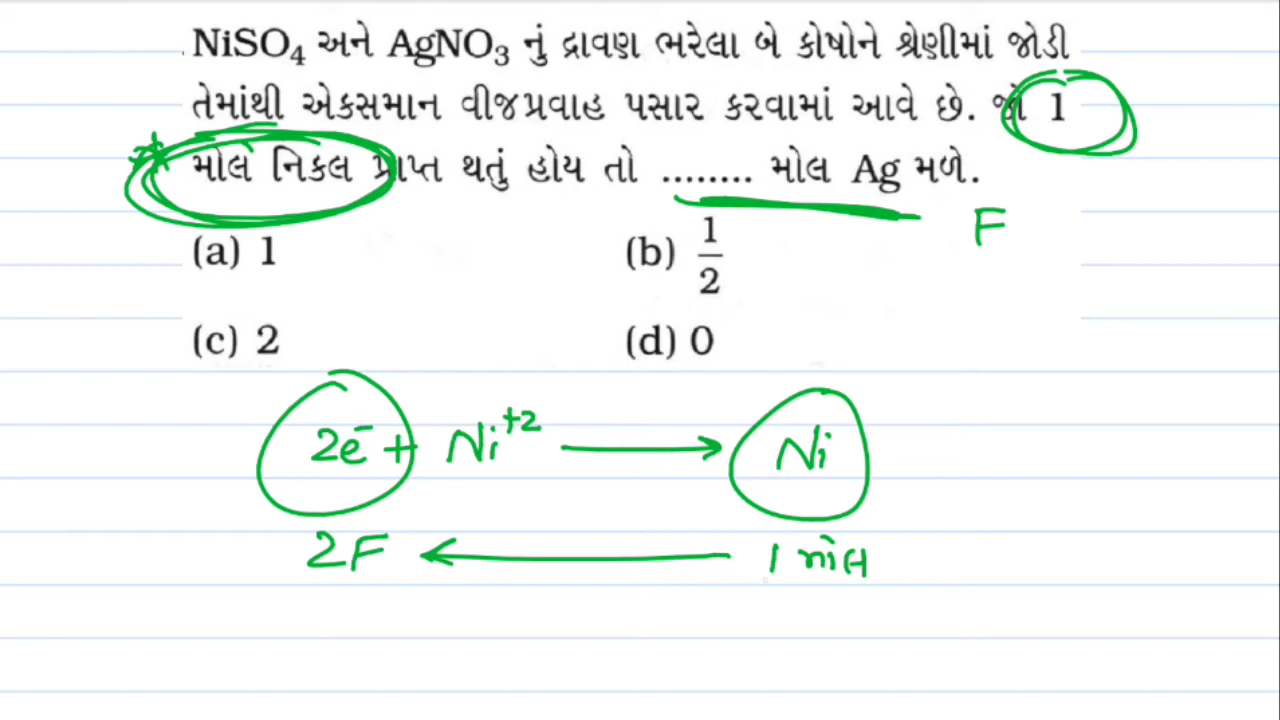 NiSO₄ અને AgNO₃ નું દ્રાવણ ભરેલા બે કોષોને શ્રેણીમાં જોડી
તેમાંથી એકસમાન વીજપ્રવાહ પસાર કરવામાં આવે છે. જો 1
મોલ નિકલ પ્રાપ્ત થતું હોય તો ........ મોલ Ag મળે.
F
(a) 1 (b) 1/2
(c) 2 (d) 0
2e⁻ + Ni⁺² ⟶ Ni
2F ⟵ 1 મોલ